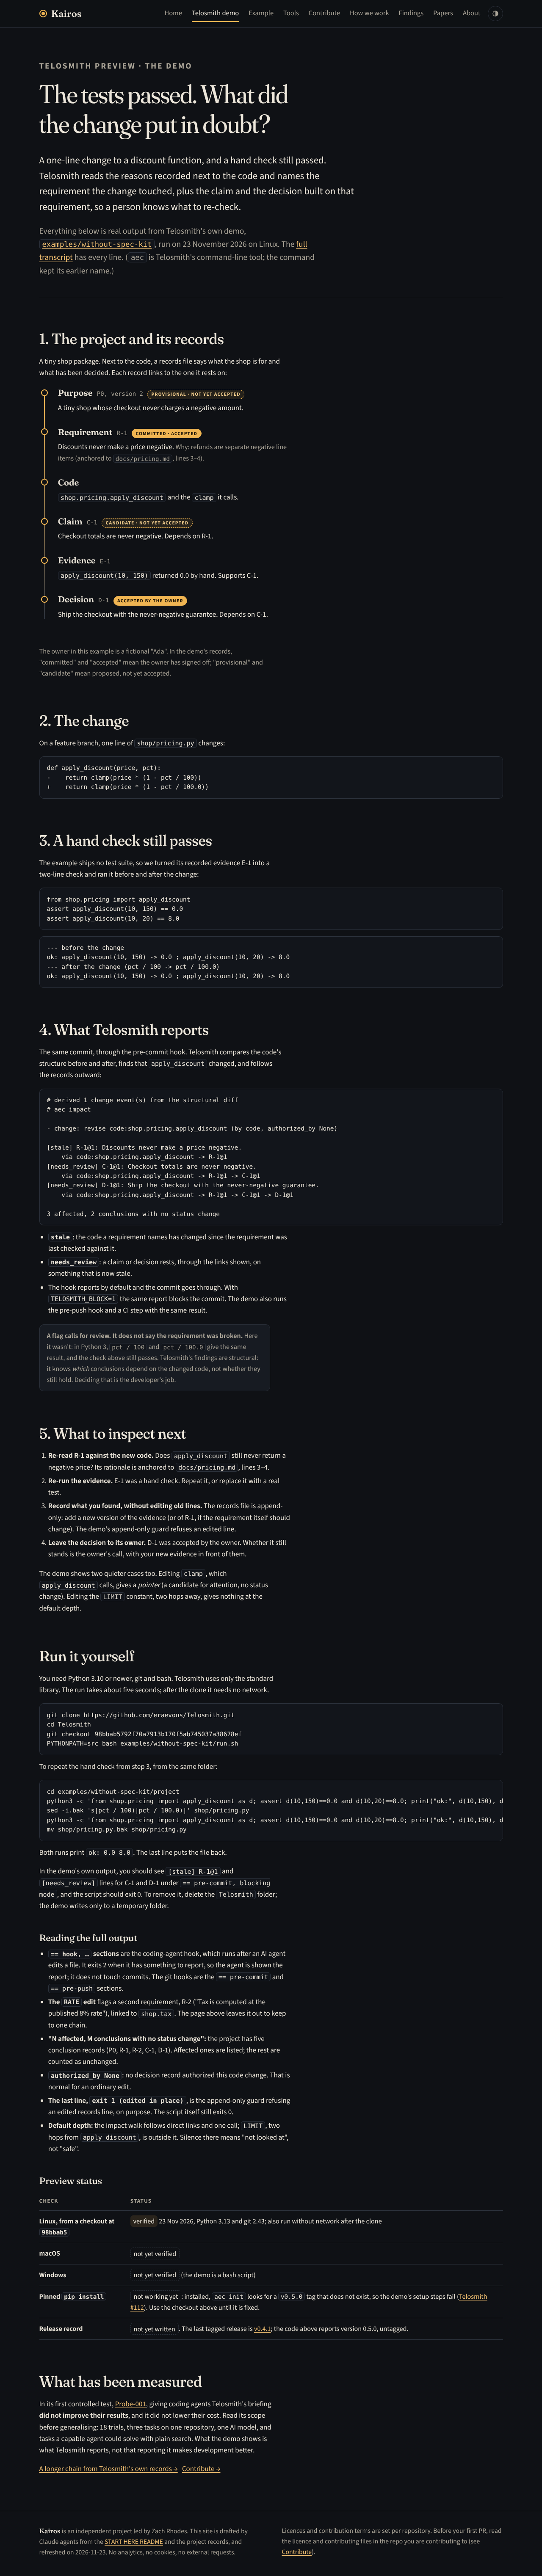 Kairos
Home Telosmith demo Example Tools Contribute How we work Findings Papers About
TELOSMITH PREVIEW · THE DEMO
The tests passed. What did
the change put in doubt?
A one-line change to a discount function, and a hand check still passed.
Telosmith reads the reasons recorded next to the code and names the
requirement the change touched, plus the claim and the decision built on that
requirement, so a person knows what to re-check.
Everything below is real output from Telosmith's own demo,
examples/without-spec-kit , run on 23 November 2026 on Linux. The full
transcript has every line. ( aec is Telosmith's command-line tool; the command
kept its earlier name.)
1. The project and its records
A tiny shop package. Next to the code, a records file says what the shop is for and
what has been decided. Each record links to the one it rests on:
Purpose P0, version 2 PROVISIONAL · NOT YET ACCEPTED
A tiny shop whose checkout never charges a negative amount.
Requirement R-1 COMMITTED · ACCEPTED
Discounts never make a price negative. Why: refunds are separate negative line
items (anchored to docs/pricing.md , lines 3–4).
Code
shop.pricing.apply_discount and the clamp it calls.
Claim C-1 CANDIDATE · NOT YET ACCEPTED
Checkout totals are never negative. Depends on R-1.
Evidence E-1
apply_discount(10, 150) returned 0.0 by hand. Supports C-1.
Decision D-1 ACCEPTED BY THE OWNER
Ship the checkout with the never-negative guarantee. Depends on C-1.
The owner in this example is a fictional "Ada". In the demo's records,
"committed" and "accepted" mean the owner has signed off; "provisional" and
"candidate" mean proposed, not yet accepted.
2. The change
On a feature branch, one line of shop/pricing.py changes:
def apply_discount(price, pct):
-    return clamp(price * (1 - pct / 100))
+    return clamp(price * (1 - pct / 100.0))
3. A hand check still passes
The example ships no test suite, so we turned its recorded evidence E-1 into a
two-line check and ran it before and after the change:
from shop.pricing import apply_discount
assert apply_discount(10, 150) == 0.0
assert apply_discount(10, 20) == 8.0
--- before the change
ok: apply_discount(10, 150) -> 0.0 ; apply_discount(10, 20) -> 8.0
--- after the change (pct / 100 -> pct / 100.0)
ok: apply_discount(10, 150) -> 0.0 ; apply_discount(10, 20) -> 8.0
4. What Telosmith reports
The same commit, through the pre-commit hook. Telosmith compares the code's
structure before and after, finds that apply_discount changed, and follows
the records outward:
# derived 1 change event(s) from the structural diff
# aec impact
- change: revise code:shop.pricing.apply_discount (by code, authorized_by None)
[stale] R-1@1: Discounts never make a price negative.
via code:shop.pricing.apply_discount -> R-1@1
[needs_review] C-1@1: Checkout totals are never negative.
via code:shop.pricing.apply_discount -> R-1@1 -> C-1@1
[needs_review] D-1@1: Ship the checkout with the never-negative guarantee.
via code:shop.pricing.apply_discount -> R-1@1 -> C-1@1 -> D-1@1
3 affected, 2 conclusions with no status change
• stale : the code a requirement names has changed since the requirement was
last checked against it.
• needs_review : a claim or decision rests, through the links shown, on
something that is now stale.
• The hook reports by default and the commit goes through. With
TELOSMITH_BLOCK=1 the same report blocks the commit. The demo also runs
the pre-push hook and a CI step with the same result.
A flag calls for review. It does not say the requirement was broken. Here
it wasn't: in Python 3, pct / 100 and pct / 100.0 give the same
result, and the check above still passes. Telosmith's findings are structural:
it knows which conclusions depend on the changed code, not whether they
still hold. Deciding that is the developer's job.
5. What to inspect next
1. Re-read R-1 against the new code. Does apply_discount still never return a
negative price? Its rationale is anchored to docs/pricing.md , lines 3–4.
2. Re-run the evidence. E-1 was a hand check. Repeat it, or replace it with a real
test.
3. Record what you found, without editing old lines. The records file is append-
only: add a new version of the evidence (or of R-1, if the requirement itself should
change). The demo's append-only guard refuses an edited line.
4. Leave the decision to its owner. D-1 was accepted by the owner. Whether it still
stands is the owner's call, with your new evidence in front of them.
The demo shows two quieter cases too. Editing clamp , which
apply_discount calls, gives a pointer (a candidate for attention, no status
change). Editing the LIMIT constant, two hops away, gives nothing at the
default depth.
Run it yourself
You need Python 3.10 or newer, git and bash. Telosmith uses only the standard
library. The run takes about five seconds; after the clone it needs no network.
git clone https://github.com/eraevous/Telosmith.git
cd Telosmith
git checkout 98bbab5792f70a7913b170f5ab745037a38678ef
PYTHONPATH=src bash examples/without-spec-kit/run.sh
To repeat the hand check from step 3, from the same folder:
cd examples/without-spec-kit/project
python3 -c 'from shop.pricing import apply_discount as d; assert d(10,150)==0.0 and d(10,20)==8.0; print("ok:", d(10,150), d
sed -i.bak 's|pct / 100)|pct / 100.0)|' shop/pricing.py
python3 -c 'from shop.pricing import apply_discount as d; assert d(10,150)==0.0 and d(10,20)==8.0; print("ok:", d(10,150), d
mv shop/pricing.py.bak shop/pricing.py
Both runs print ok: 0.0 8.0 . The last line puts the file back.
In the demo's own output, you should see [stale] R-1@1 and
[needs_review] lines for C-1 and D-1 under == pre-commit, blocking
mode , and the script should exit 0. To remove it, delete the Telosmith folder;
the demo writes only to a temporary folder.
Reading the full output
• == hook, … sections are the coding-agent hook, which runs after an AI agent
edits a file. It exits 2 when it has something to report, so the agent is shown the
report; it does not touch commits. The git hooks are the == pre-commit and
== pre-push sections.
• The RATE edit flags a second requirement, R-2 ("Tax is computed at the
published 8% rate"), linked to shop.tax . The page above leaves it out to keep
to one chain.
• "N affected, M conclusions with no status change": the project has five
conclusion records (P0, R-1, R-2, C-1, D-1). Affected ones are listed; the rest are
counted as unchanged.
• authorized_by None : no decision record authorized this code change. That is
normal for an ordinary edit.
• The last line, exit 1 (edited in place) , is the append-only guard refusing
an edited records line, on purpose. The script itself still exits 0.
• Default depth: the impact walk follows direct links and one call; LIMIT , two
hops from apply_discount , is outside it. Silence there means "not looked at",
not "safe".
Preview status
CHECK STATUS
Linux, from a checkout at verified 23 Nov 2026, Python 3.13 and git 2.43; also run without network after the clone
98bbab5
macOS not yet verified
Windows not yet verified (the demo is a bash script)
Pinned pip install not working yet : installed, aec init looks for a v0.5.0 tag that does not exist, so the demo's setup steps fail (Telosmith
#112). Use the checkout above until it is fixed.
Release record not yet written . The last tagged release is v0.4.1; the code above reports version 0.5.0, untagged.
What has been measured
In its first controlled test, Probe-001, giving coding agents Telosmith's briefing
did not improve their results, and it did not lower their cost. Read its scope
before generalising: 18 trials, three tasks on one repository, one AI model, and
tasks a capable agent could solve with plain search. What the demo shows is
what Telosmith reports, not that reporting it makes development better.
A longer chain from Telosmith's own records → Contribute →
Kairos is an independent project led by Zach Rhodes. This site is drafted by
Claude agents from the START HERE README and the project records, and
refreshed on 2026-11-23. No analytics, no cookies, no external requests.
Licences and contribution terms are set per repository. Before your first PR, read
the licence and contributing files in the repo you are contributing to (see
Contribute).